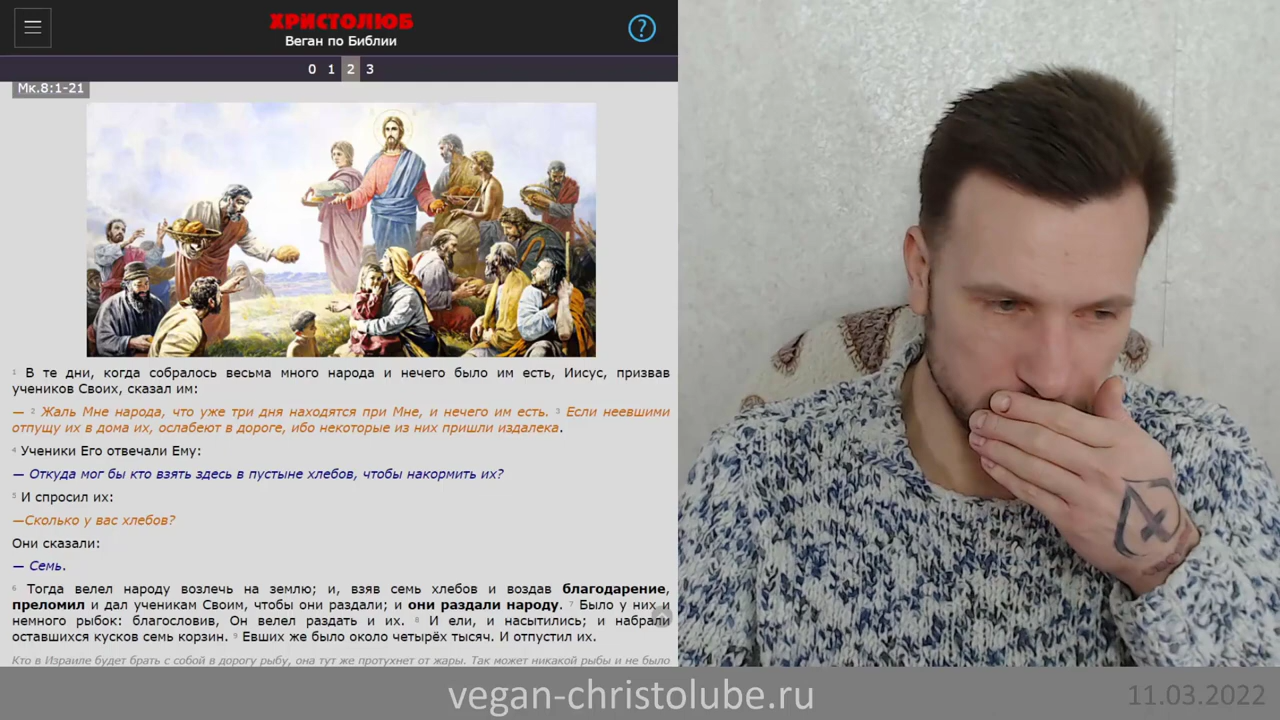 ХРИСТОЛЮБ
Веган по Библии
?
0 1 2 3
Мк.8:1-21
1 В те дни, когда собралось весьма много народа и нечего было им есть, Иисус, призвав
учеников Своих, сказал им:
— 2 Жаль Мне народа, что уже три дня находятся при Мне, и нечего им есть. 3 Если неевшими
отпущу их в дома их, ослабеют в дороге, ибо некоторые из них пришли издалека.
4 Ученики Его отвечали Ему:
— Откуда мог бы кто взять здесь в пустыне хлебов, чтобы накормить их?
5 И спросил их:
—Сколько у вас хлебов?
Они сказали:
— Семь.
6 Тогда велел народу возлечь на землю; и, взяв семь хлебов и воздав благодарение,
преломил и дал ученикам Своим, чтобы они раздали; и они раздали народу. 7 Было у них и
немного рыбок: благословив, Он велел раздать и их. 8 И ели, и насытились; и набрали
оставшихся кусков семь корзин. 9 Евших же было около четырёх тысяч. И отпустил их.
Кто в Израиле будет брать с собой в дорогу рыбу, она тут же протухнет от жары. Так может никакой рыбы и не было
vegan-christolube.ru
11.03.2022